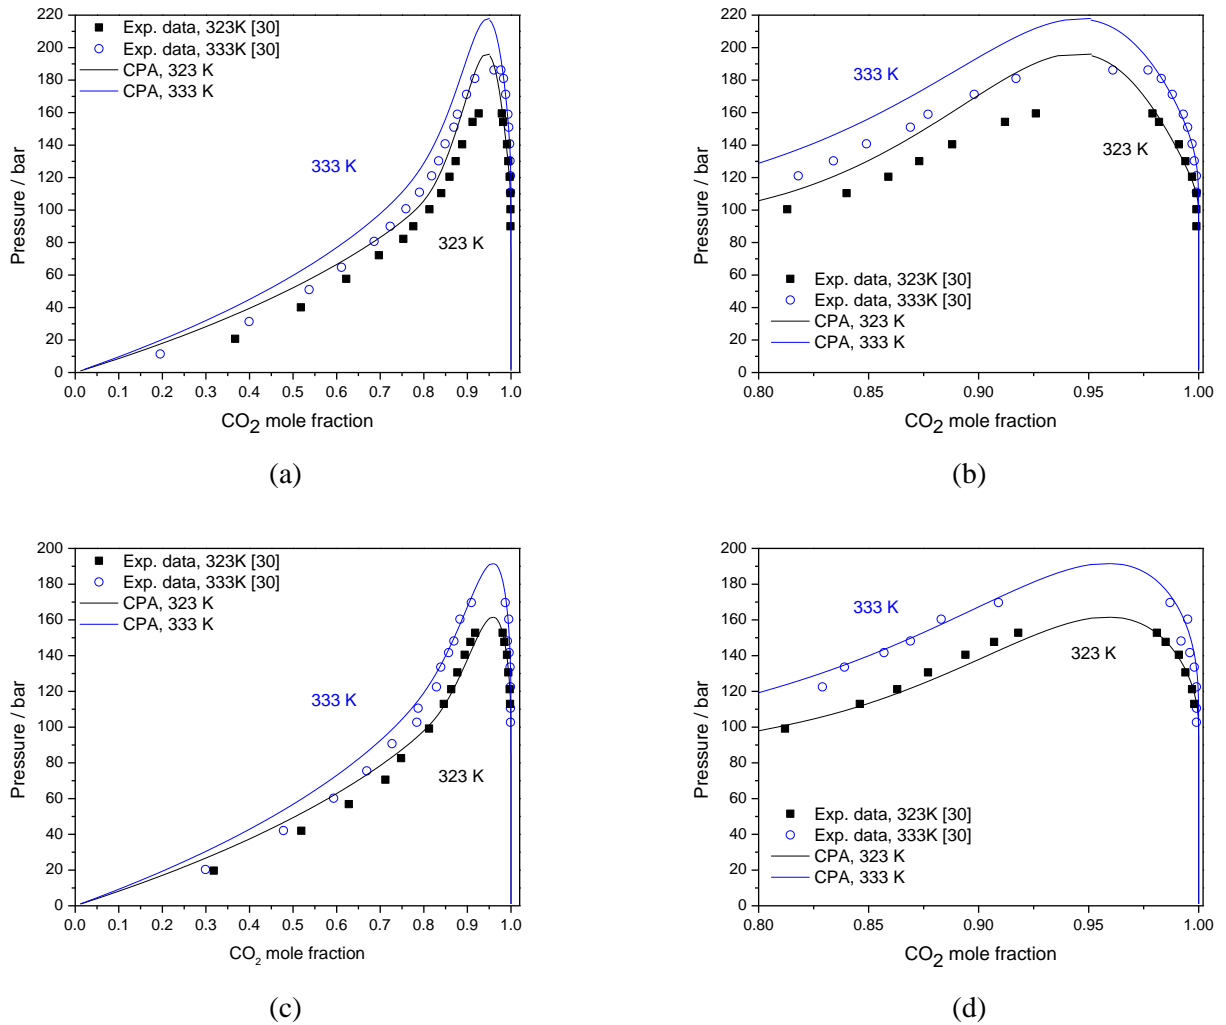 Exp. data, 323K [30]
Exp. data, 333K [30]
CPA, 323 K
CPA, 333 K
333 K
323 K
Pressure / bar
220
200
180
160
140
120
100
80
60
40
20
0
0.0 0.1 0.2 0.3 0.4 0.5 0.6 0.7 0.8 0.9 1.0
CO2 mole fraction
(a)
220
200
180
160
140
120
100
80
60
40
20
0
Pressure / bar
333 K
323 K
Exp. data, 323K [30]
Exp. data, 333K [30]
CPA, 323 K
CPA, 333 K
0.80 0.85 0.90 0.95 1.00
CO2 mole fraction
(b)
Exp. data, 323K [30]
Exp. data, 333K [30]
CPA, 323 K
CPA, 333 K
333 K
323 K
Pressure / bar
200
180
160
140
120
100
80
60
40
20
0
0.0 0.1 0.2 0.3 0.4 0.5 0.6 0.7 0.8 0.9 1.0
CO2 mole fraction
(c)
200
180
160
140
120
100
80
60
40
20
0
Pressure / bar
333 K
323 K
Exp. data, 323K [30]
Exp. data, 333K [30]
CPA, 323 K
CPA, 333 K
0.80 0.85 0.90 0.95 1.00
CO2 mole fraction
(d)